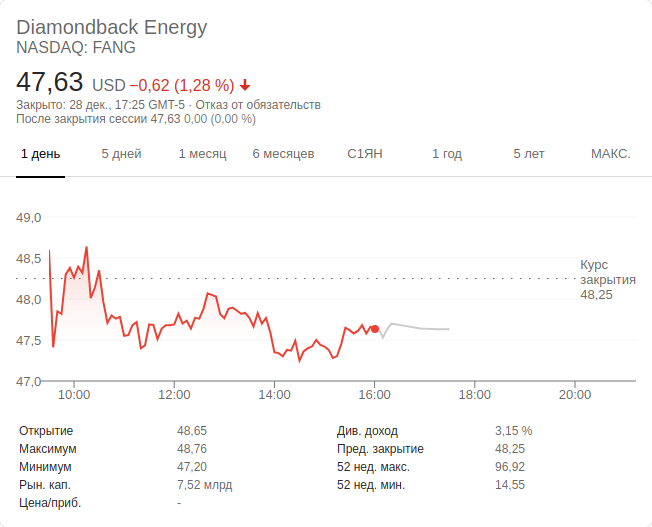 Diamondback Energy
NASDAQ: FANG
47,63 USD −0,62 (1,28 %)
Закрыто: 28 дек., 17:25 GMT-5 · Отказ от обязательств
После закрытия сессии 47,63 0,00 (0,00 %)
1 день 5 дней 1 месяц 6 месяцев С1ЯН 1 год 5 лет МАКС.
49,0
48,5
48,0
47,5
47,0
Курс
закрытия
48,25
10:00 12:00 14:00 16:00 18:00 20:00
Открытие 48,65 Див. доход 3,15 %
Максимум 48,76 Пред. закрытие 48,25
Минимум 47,20 52 нед. макс. 96,92
Рын. кап. 7,52 млрд 52 нед. мин. 14,55
Цена/приб. -